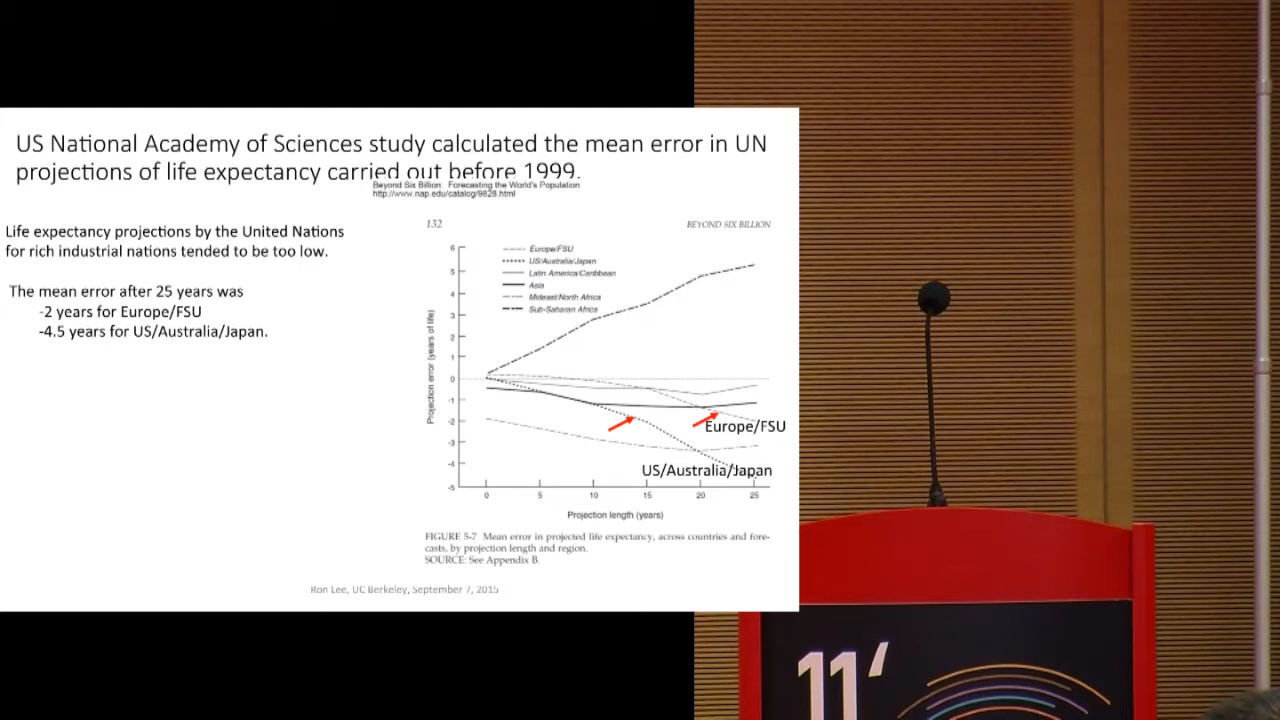 US National Academy of Sciences study calculated the mean error in UN
projections of life expectancy carried out before 1999.
Beyond Six Billion: Forecasting the World's Population
http://www.nap.edu/catalog/9828.html
Life expectancy projections by the United Nations
for rich industrial nations tended to be too low.
The mean error after 25 years was
-2 years for Europe/FSU
-4.5 years for US/Australia/Japan.
132 BEYOND SIX BILLION
Projection error (years of life)
6
5
4
3
2
1
0
-1
-2
-3
-4
-5
Europe/FSU
US/Australia/Japan
Latin America/Caribbean
Asia
Mideast/North Africa
Sub-Saharan Africa
Europe/FSU
US/Australia/Japan
0 5 10 15 20 25
Projection length (years)
FIGURE 5-7 Mean error in projected life expectancy, across countries and fore-
casts, by projection length and region.
SOURCE: See Appendix B.
Ron Lee, UC Berkeley, September 7, 2015
11'